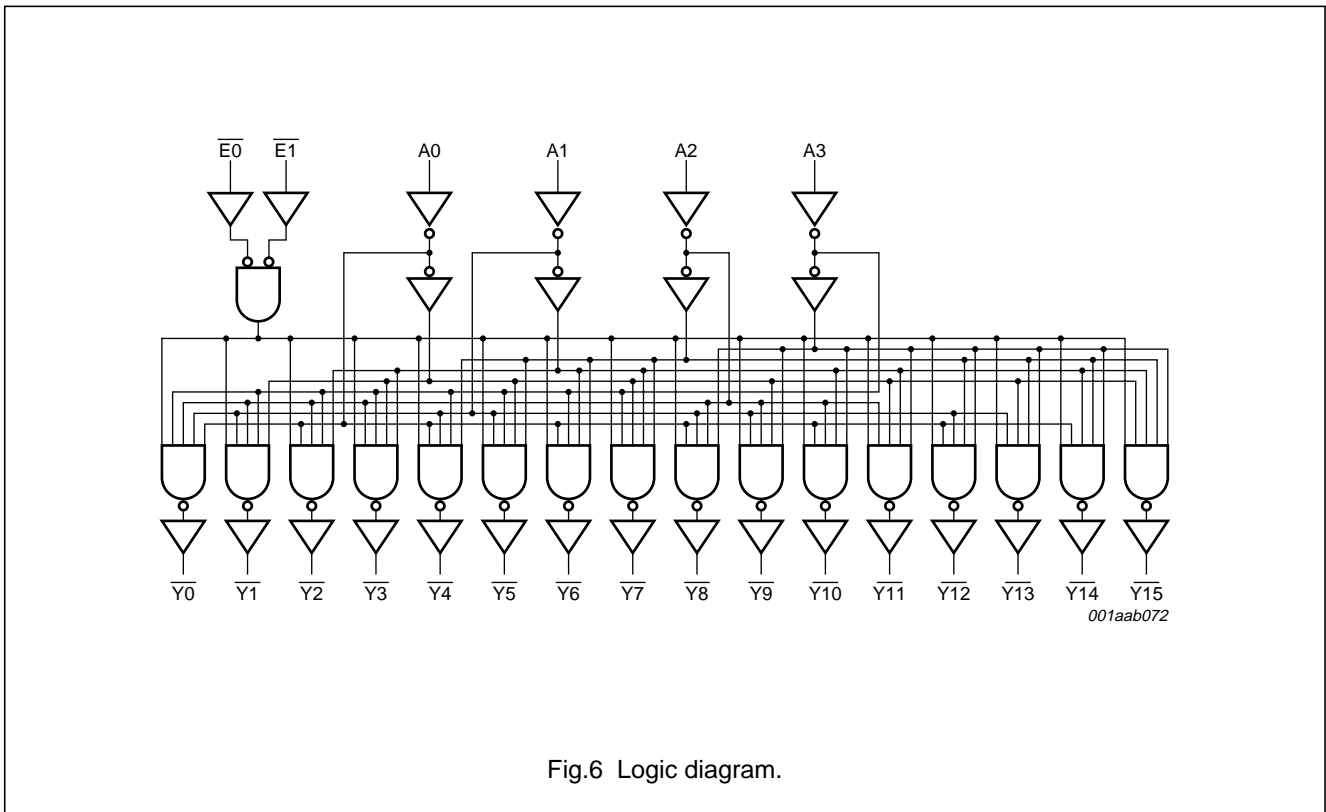 E0 E1 A0 A1 A2 A3
Y0 Y1 Y2 Y3 Y4 Y5 Y6 Y7 Y8 Y9 Y10 Y11 Y12 Y13 Y14 Y15
001aab072
Fig.6 Logic diagram.